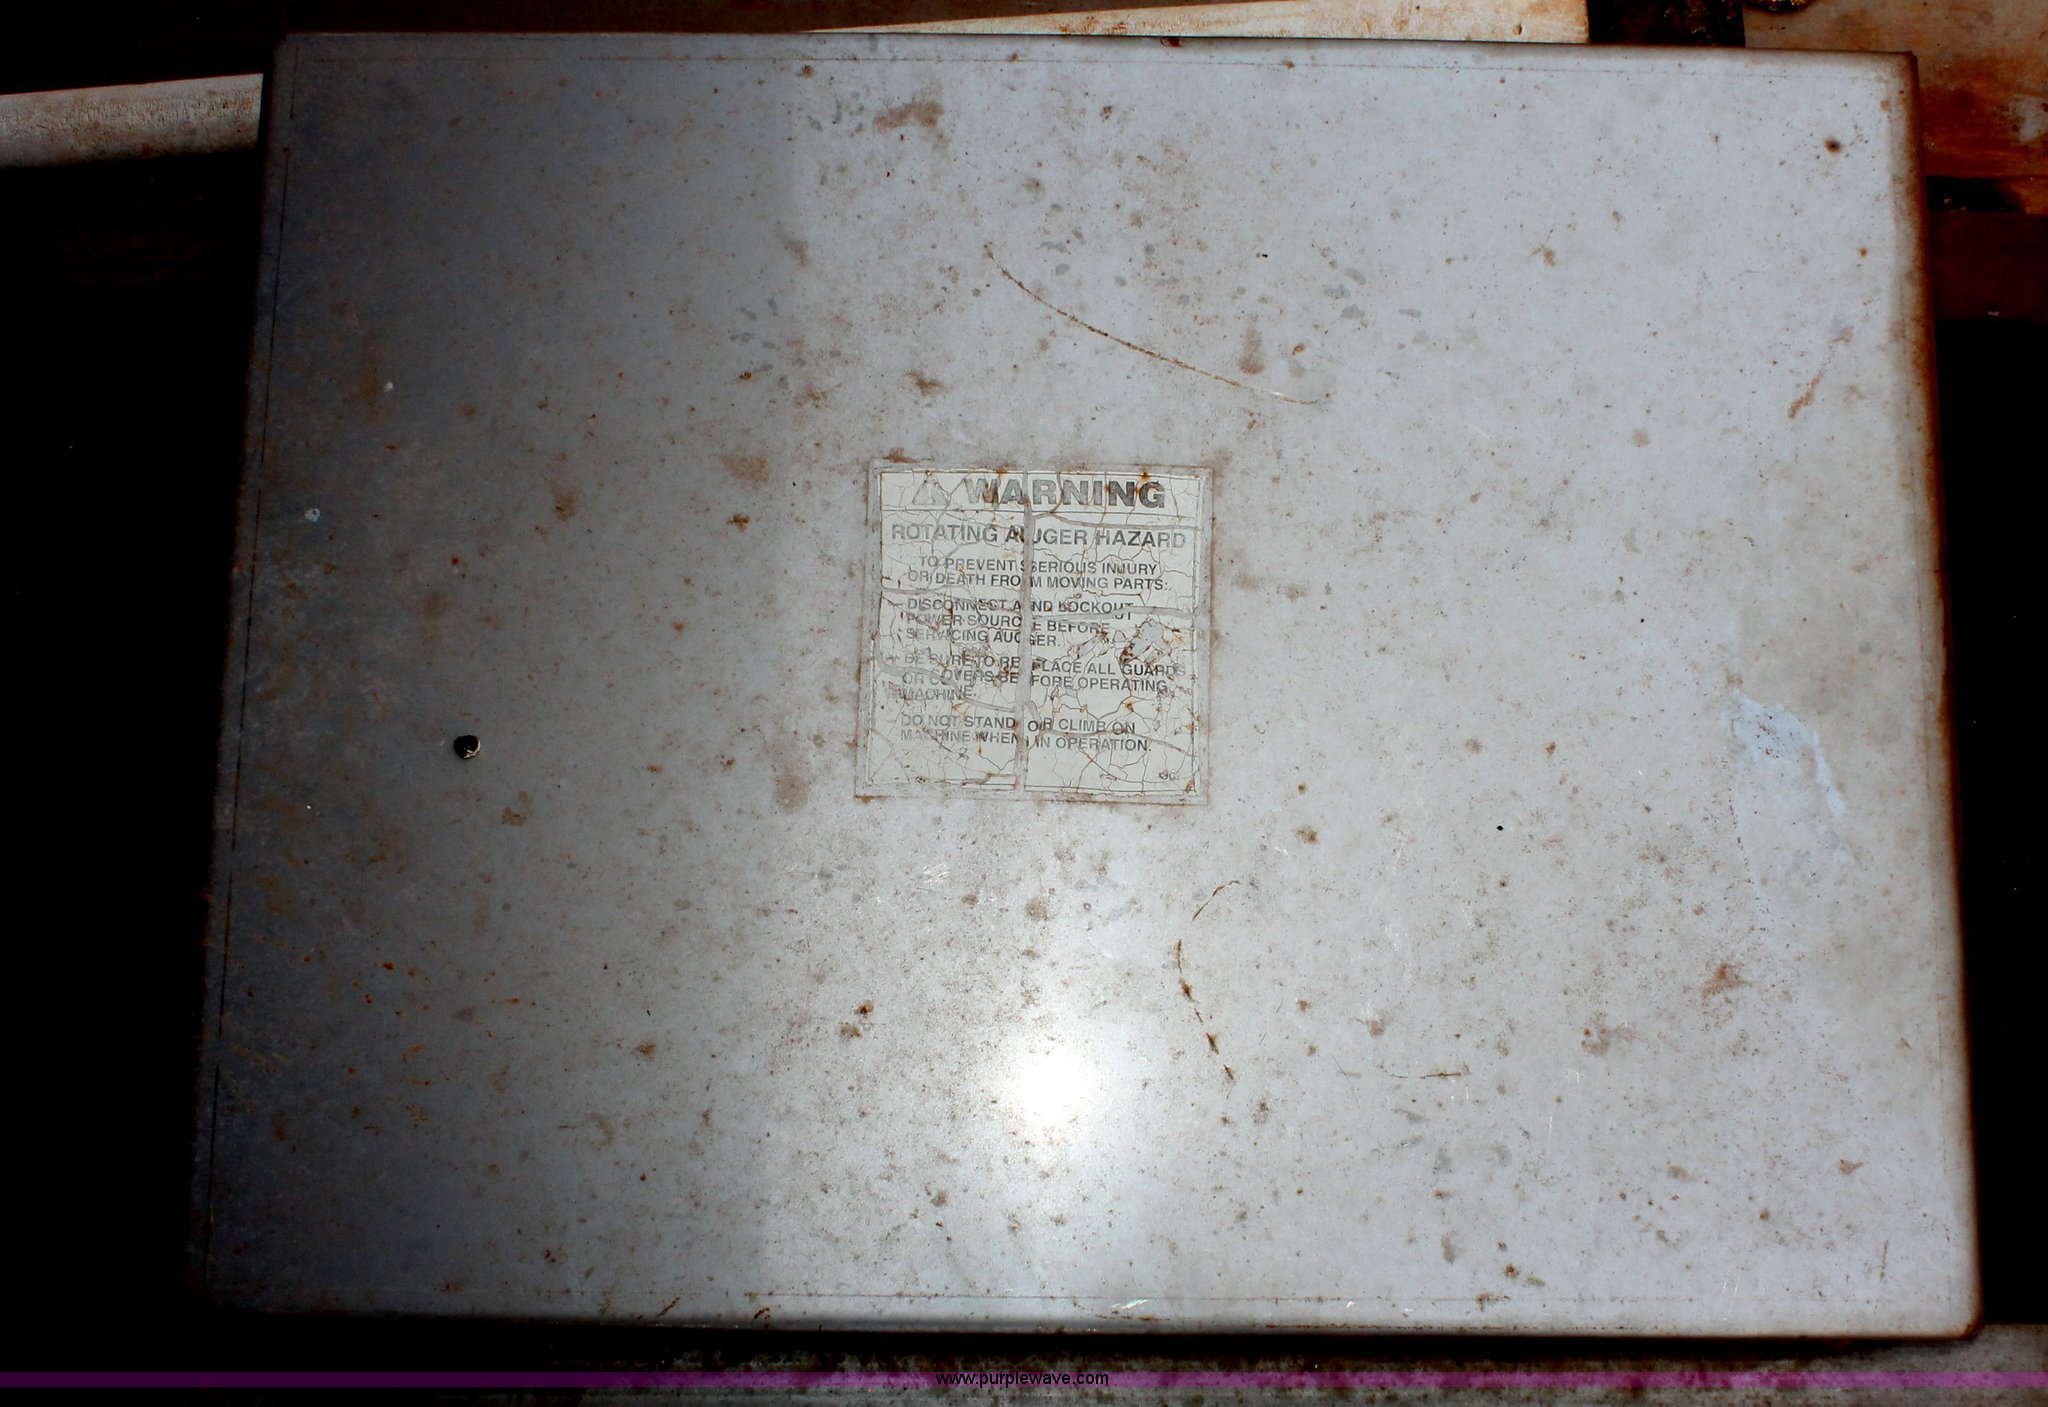 WARNING
ROTATING AUGER HAZARD
TO PREVENT SERIOUS INJURY
OR DEATH FROM MOVING PARTS:
DISCONNECT AND LOCKOUT
POWER SOURCE BEFORE
SERVICING AUGER.
BE SURE TO REPLACE ALL GUARDS
OR COVERS BEFORE OPERATING
MACHINE.
DO NOT STAND OR CLIMB ON
MACHINE WHEN IN OPERATION.
www.purplewave.com